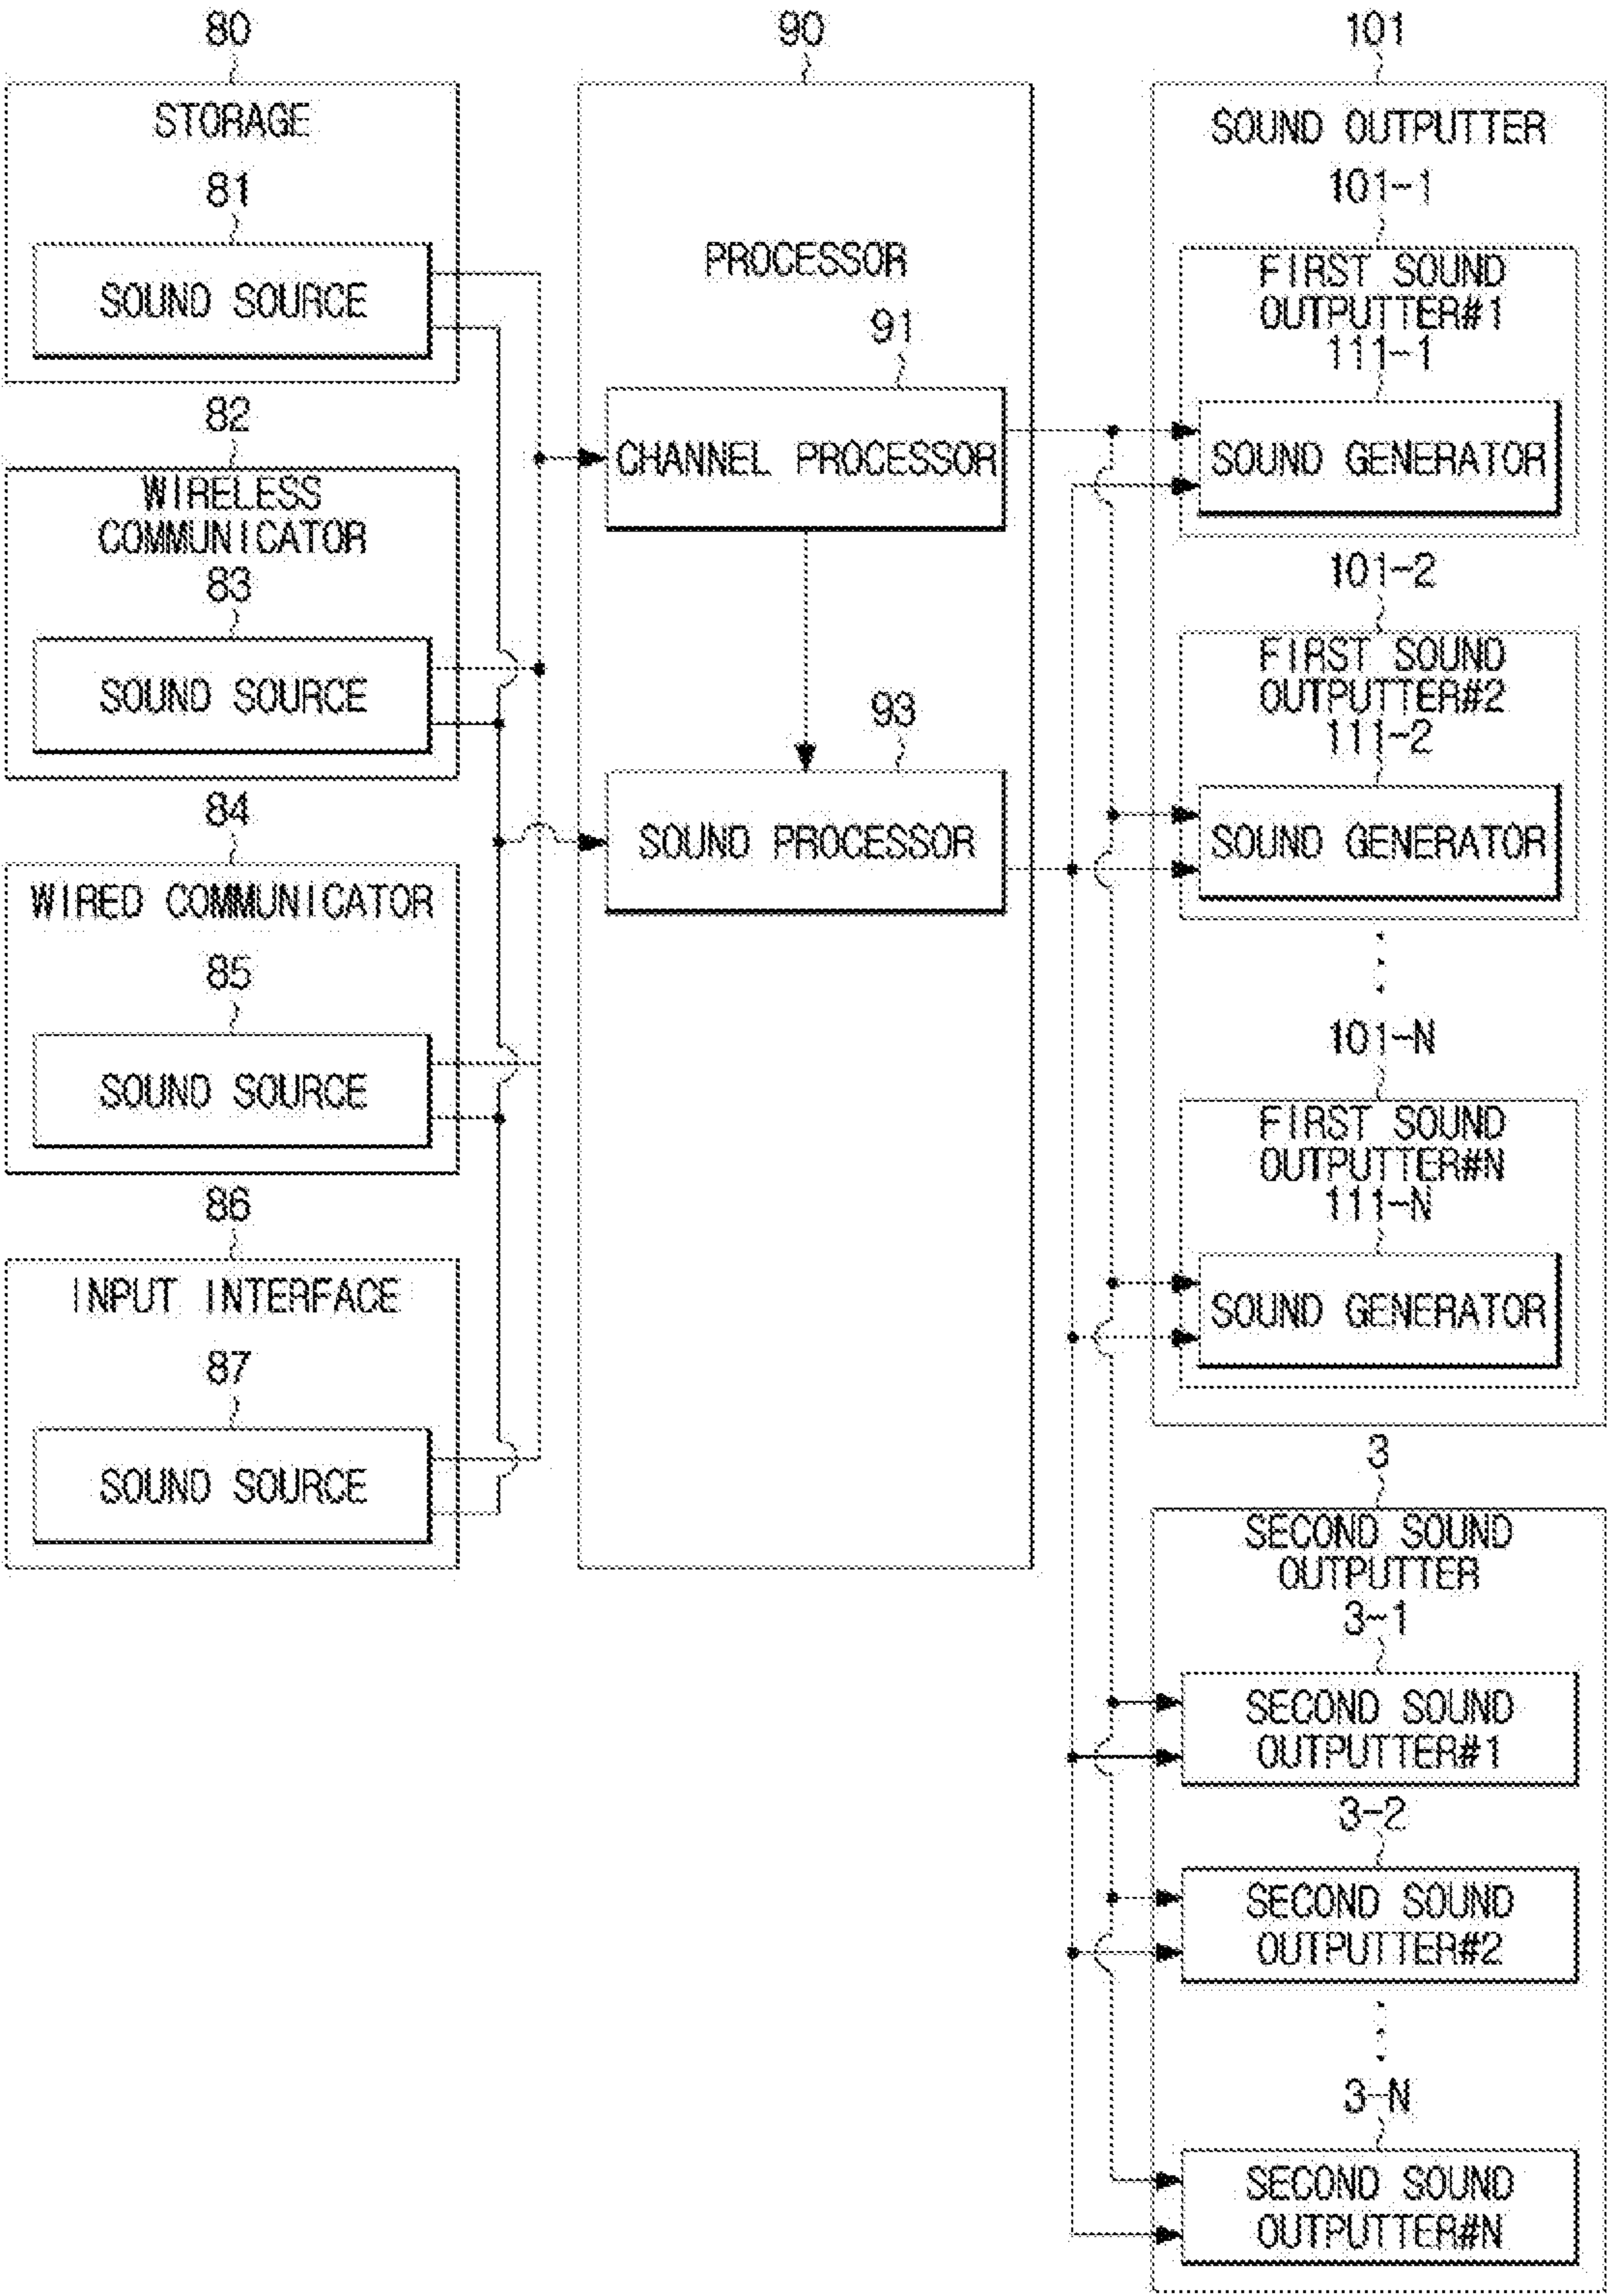 80
STORAGE
81
SOUND SOURCE
82
WIRELESS
COMMUNICATOR
83
SOUND SOURCE
84
WIRED COMMUNICATOR
85
SOUND SOURCE
86
INPUT INTERFACE
87
SOUND SOURCE
90
PROCESSOR
91
CHANNEL PROCESSOR
93
SOUND PROCESSOR
101
SOUND OUTPUTTER
101-1
FIRST SOUND
OUTPUTTER#1
111-1
SOUND GENERATOR
101-2
FIRST SOUND
OUTPUTTER#2
111-2
SOUND GENERATOR
101-N
FIRST SOUND
OUTPUTTER#N
111-N
SOUND GENERATOR
3
SECOND SOUND
OUTPUTTER
3-1
SECOND SOUND
OUTPUTTER#1
3-2
SECOND SOUND
OUTPUTTER#2
3-N
SECOND SOUND
OUTPUTTER#N